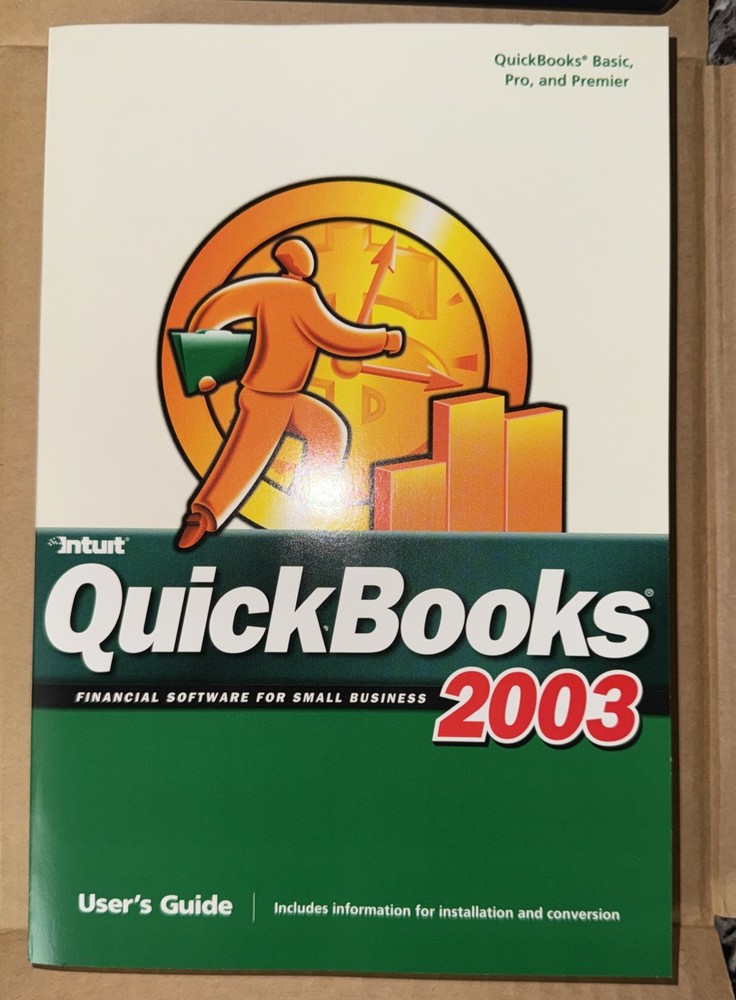 QuickBooks® Basic,
Pro, and Premier
Intuit®
QuickBooks®
FINANCIAL SOFTWARE FOR SMALL BUSINESS
2003
User's Guide | Includes information for installation and conversion